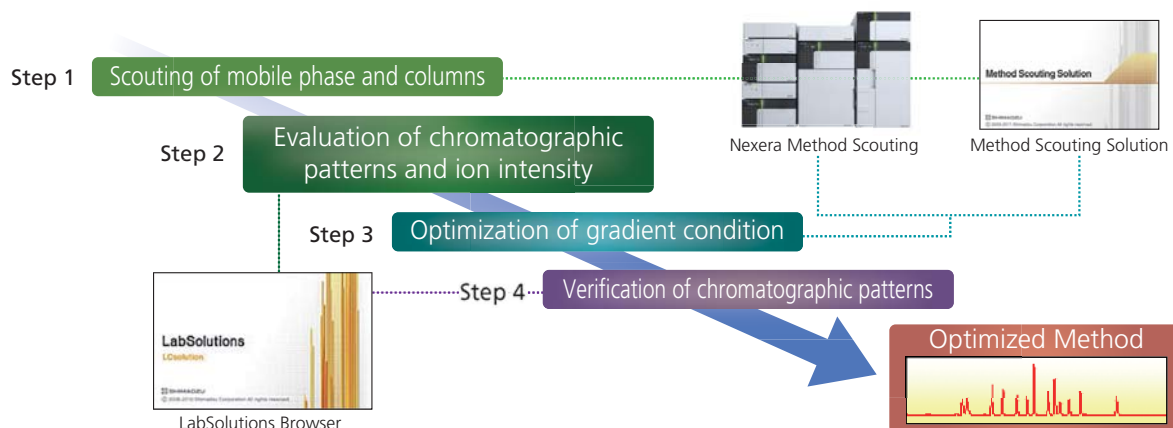 Step 1
Scouting of mobile phase and columns
Method Scouting Solution
SHIMADZU
Nexera Method Scouting
Method Scouting Solution
Step 2
Evaluation of chromatographic
patterns and ion intensity
Step 3
Optimization of gradient condition
Step 4
Verification of chromatographic patterns
LabSolutions
LCsolution
SHIMADZU
LabSolutions Browser
Optimized Method